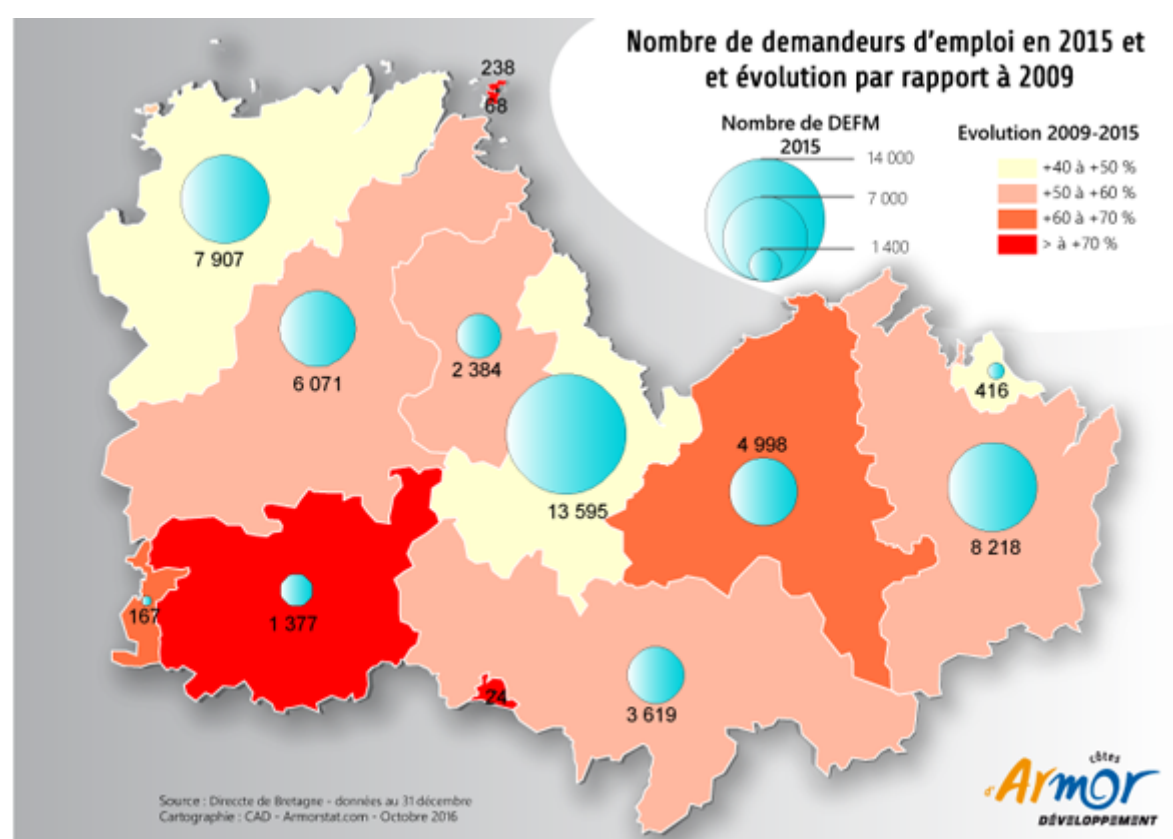 Nombre de demandeurs d'emploi en 2015 et
et évolution par rapport à 2009
Nombre de DEFM
2015
14 000
7 000
1 400
Evolution 2009-2015
+40 à +50 %
+50 à +60 %
+60 à +70 %
> à +70 %
238
68
7 907
6 071
2 384
13 595
4 998
416
8 218
167
1 377
24
3 619
Source : Direccte de Bretagne - données au 31 décembre
Cartographie : CAD - Armorstat.com - Octobre 2016
côtes
d'Armor
DÉVELOPPEMENT